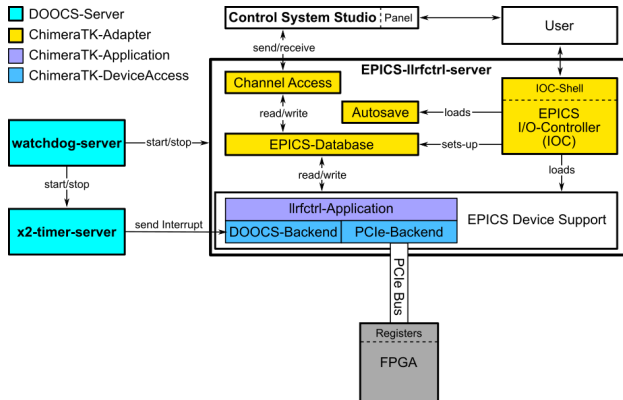 DOOCS-Server
ChimeraTK-Adapter
ChimeraTK-Application
ChimeraTK-DeviceAccess
Control System Studio
Panel
User
send/receive
EPICS-llrfctrl-server
Channel Access
IOC-Shell
read/write
Autosave
loads
EPICS
I/O-Controller
(IOC)
watchdog-server
start/stop
EPICS-Database
sets-up
start/stop
read/write
loads
x2-timer-server
send Interrupt
llrfctrl-Application
DOOCS-Backend
PCIe-Backend
EPICS Device Support
PCIe Bus
Registers
FPGA